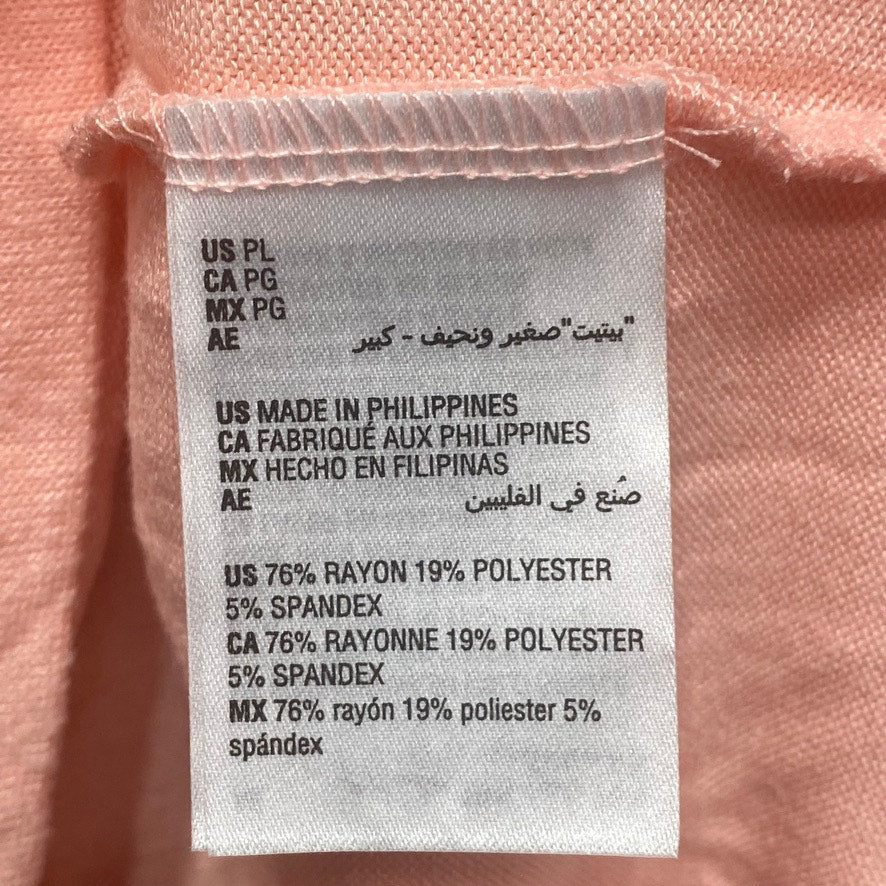 US PL
CA PG
MX PG
AE "بيتيت"صغير ونحيف - كبير
US MADE IN PHILIPPINES
CA FABRIQUÉ AUX PHILIPPINES
MX HECHO EN FILIPINAS
AE صُنع في الفليبين
US 76% RAYON 19% POLYESTER
5% SPANDEX
CA 76% RAYONNE 19% POLYESTER
5% SPANDEX
MX 76% rayón 19% poliester 5%
spándex